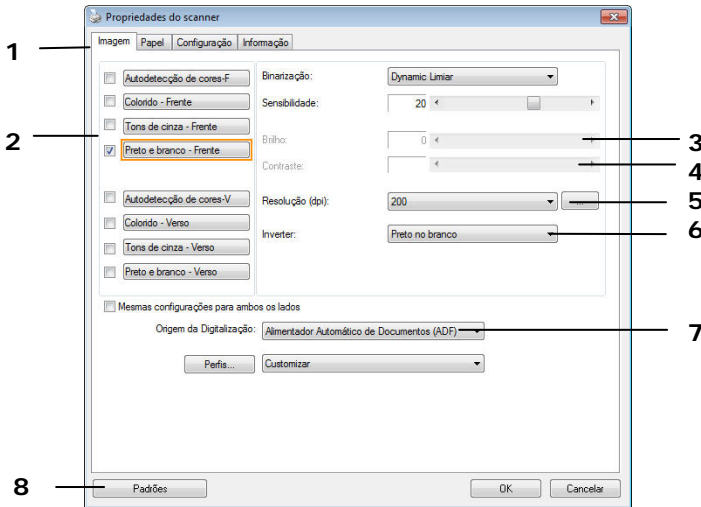 Propriedades do scanner
1
Imagem Papel Configuração Informação
2
Autodetecção de cores-F
Colorido - Frente
Tons de cinza - Frente
Preto e branco - Frente
Autodetecção de cores-V
Colorido - Verso
Tons de cinza - Verso
Preto e branco - Verso
Binarização: Dynamic Limiar
Sensibilidade: 20
Brilho: 0
3
Contraste:
4
Resolução (dpi): 200 ...
5
Inverter: Preto no branco
6
Mesmas configurações para ambos os lados
Origem da Digitalização: Alimentador Automático de Documentos (ADF)
7
Perfis... Customizar
8
Padrões OK Cancelar